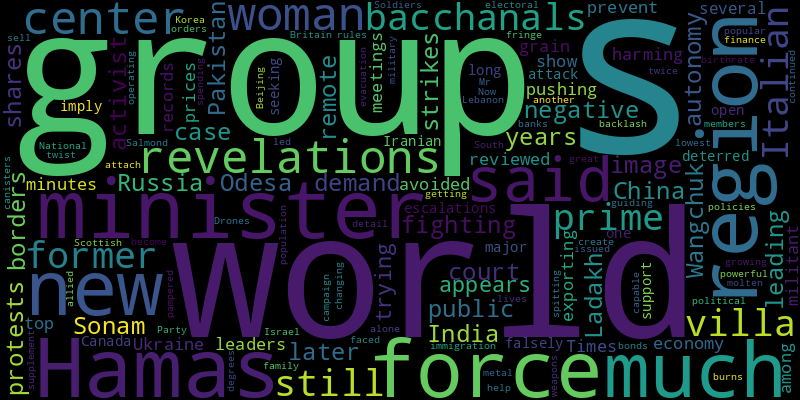 center
woman
bacchanals
Korea
orders
Soldiers
electoral
prevent
several
sell
group
S
Pakistan
Britain
rules
fringe
popular
finance
shares
activist
records
spending
prices
Beijing
seeking
remote
evacuation
meetings
military
strikes
long
Mr
Now
Lebanon
grain
show
attack
harming
another
birthrate
twice
autonomy
continued
Italian
imply
operating
case
Iranian
pushing
negative
banks
backlash
open
members
region
National
twist
Salmond
led
South
years
lowest
attach
revelations
said
reviewed
great
image
deterred
minutes
Russia
Odesa
demand
avoided
getting
China
guiding
policies
canisters
borders
minister
escalations
prime
Wangchuk
Drones
population
detail
fighting
ohe
issued
create
growing
powerful
molten
militant
Scottish
become
world
former
campaign
changing
trying
court
major
appears
exporting
Ladakh
capable
support
political
leading
new
allied
pampered
public
lives
spitting
villa
protests
top
Sonam
Party
Israel
alone
faced
India
Canada
Ukraine
leaders
later
immigration
falsely
Times
bonds
economy
among
supplement
Hamas
degrees
family
still
force
metal
help
weapons
much
burns